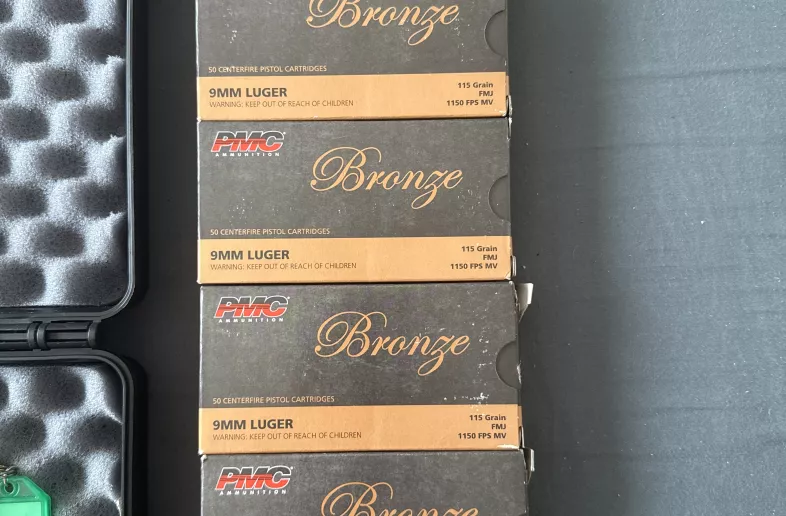 Bronze
50 CENTERFIRE PISTOL CARTRIDGES
9MM LUGER
WARNING: KEEP OUT OF REACH OF CHILDREN
115 Grain
FMJ
1150 FPS MV
PMC
AMMUNITION
Bronze
50 CENTERFIRE PISTOL CARTRIDGES
9MM LUGER
WARNING: KEEP OUT OF REACH OF CHILDREN
115 Grain
FMJ
1150 FPS MV
PMC
AMMUNITION
Bronze
50 CENTERFIRE PISTOL CARTRIDGES
9MM LUGER
WARNING: KEEP OUT OF REACH OF CHILDREN
115 Grain
FMJ
1150 FPS MV
PMC
AMMUNITION
Bronze